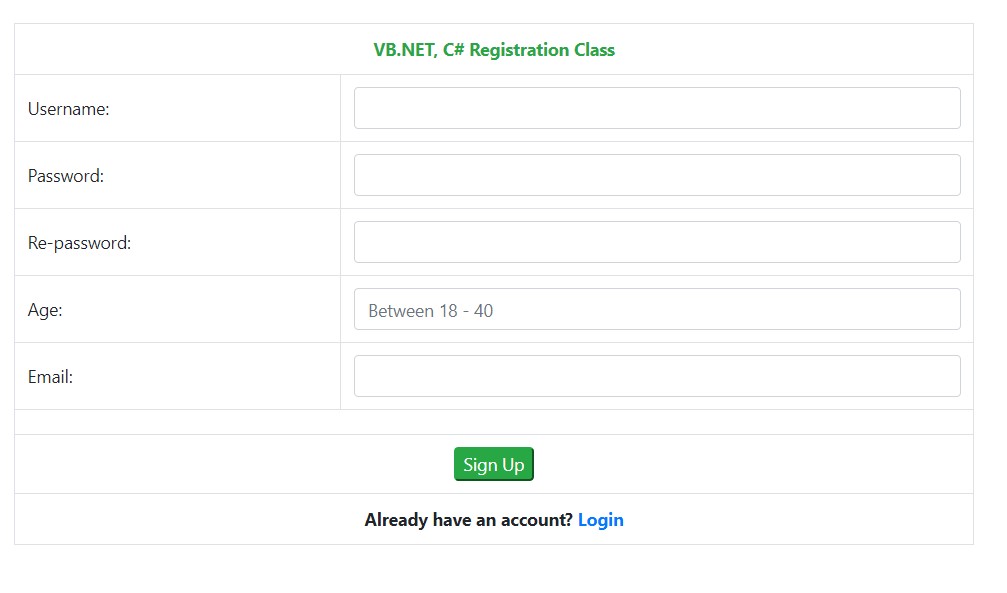 VB.NET, C# Registration Class
Username:
Password:
Re-password:
Age:
Between 18 - 40
Email:
Sign Up
Already have an account? Login